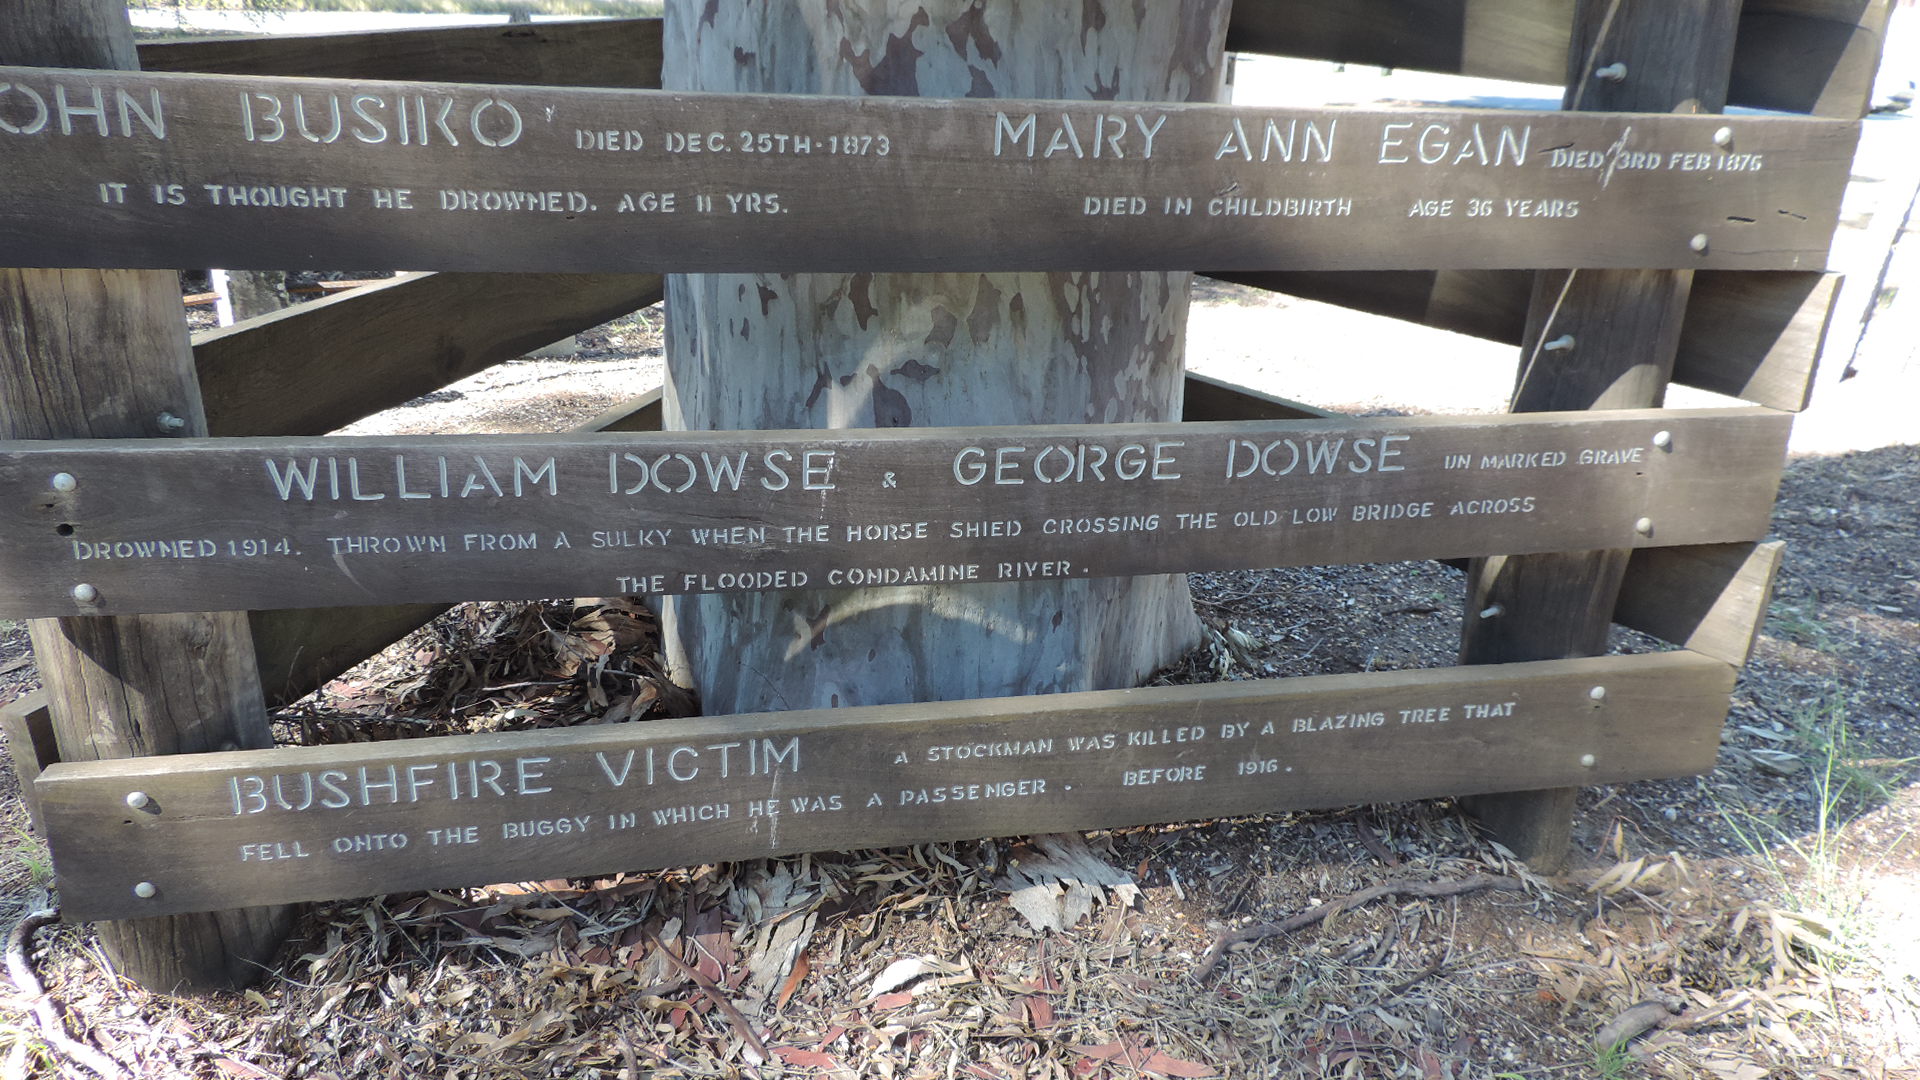 OHN BUSIKO DIED DEC. 25TH·1873
IT IS THOUGHT HE DROWNED. AGE 11 YRS.
MARY ANN EGAN DIED 3RD FEB 1876
DIED IN CHILDBIRTH AGE 36 YEARS
WILLIAM DOWSE & GEORGE DOWSE UN MARKED GRAVE
DROWNED 1914. THROWN FROM A SULKY WHEN THE HORSE SHIED CROSSING THE OLD LOW BRIDGE ACROSS
THE FLOODED CONDAMINE RIVER.
BUSHFIRE VICTIM A STOCKMAN WAS KILLED BY A BLAZING TREE THAT
FELL ONTO THE BUGGY IN WHICH HE WAS A PASSENGER. BEFORE 1916.